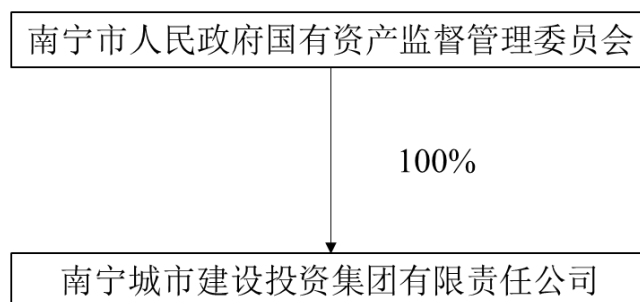 南宁市人民政府国有资产监督管理委员会
100%
南宁城市建设投资集团有限责任公司